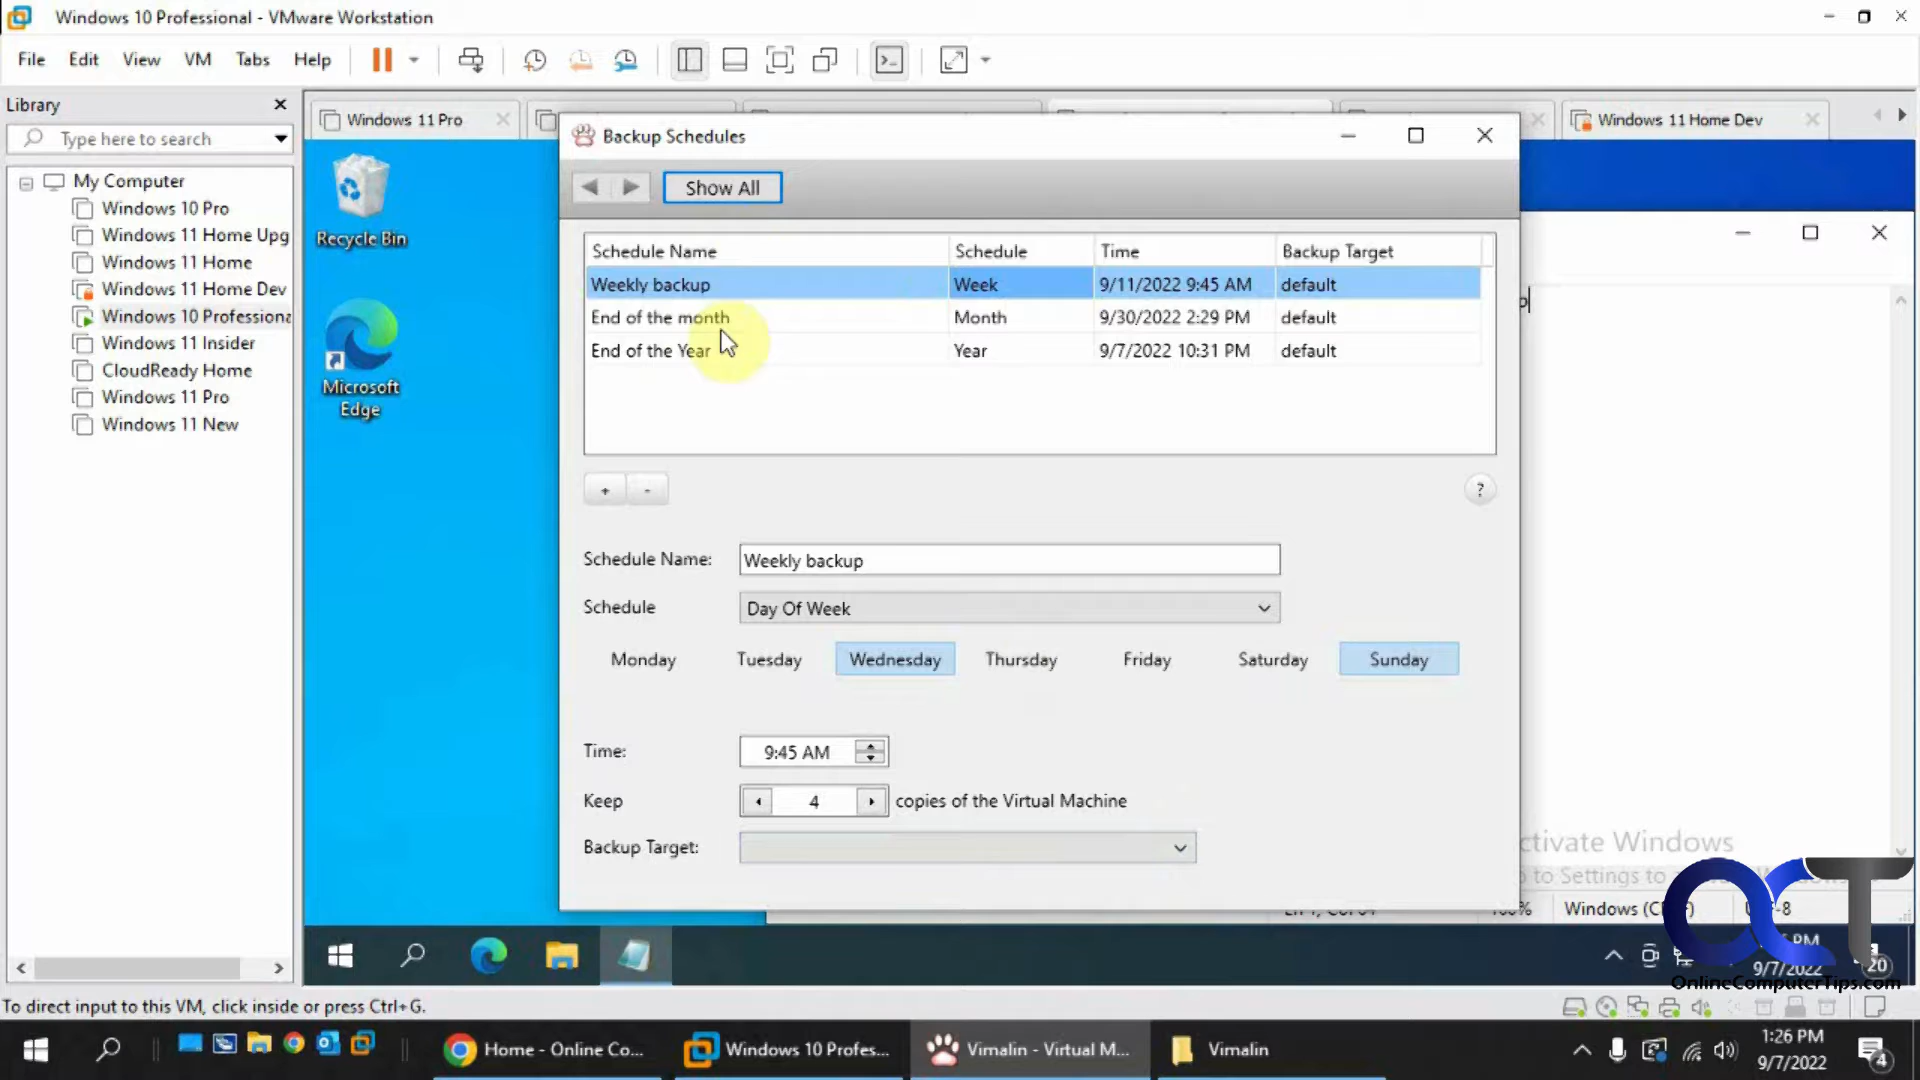 Windows 10 Professional - VMware Workstation
File Edit View VM Tabs Help
Library
Type here to search
My Computer
Windows 10 Pro
Windows 11 Home Upg
Windows 11 Home
Windows 11 Home Dev
Windows 10 Professiona
Windows 11 Insider
CloudReady Home
Windows 11 Pro
Windows 11 New
Windows 11 Pro
Windows 11 Home Dev
Recycle Bin
Microsoft
Edge
Backup Schedules
Show All
Schedule Name Schedule Time Backup Target
Weekly backup Week 9/11/2022 9:45 AM default
End of the month Month 9/30/2022 2:29 PM default
End of the Year Year 9/7/2022 10:31 PM default
+ -
?
Schedule Name: Weekly backup
Schedule Day Of Week
Monday Tuesday Wednesday Thursday Friday Saturday Sunday
Time: 9:45 AM
Keep 4 copies of the Virtual Machine
Backup Target:
ctivate Windows
to Settings to
Windows (C
PM
9/7/2022
20
OCT
OnlineComputerTips.com
To direct input to this VM, click inside or press Ctrl+G.
Home - Online Co...
Windows 10 Profes...
Vimalin - Virtual M...
Vimalin
1:26 PM
9/7/2022
4